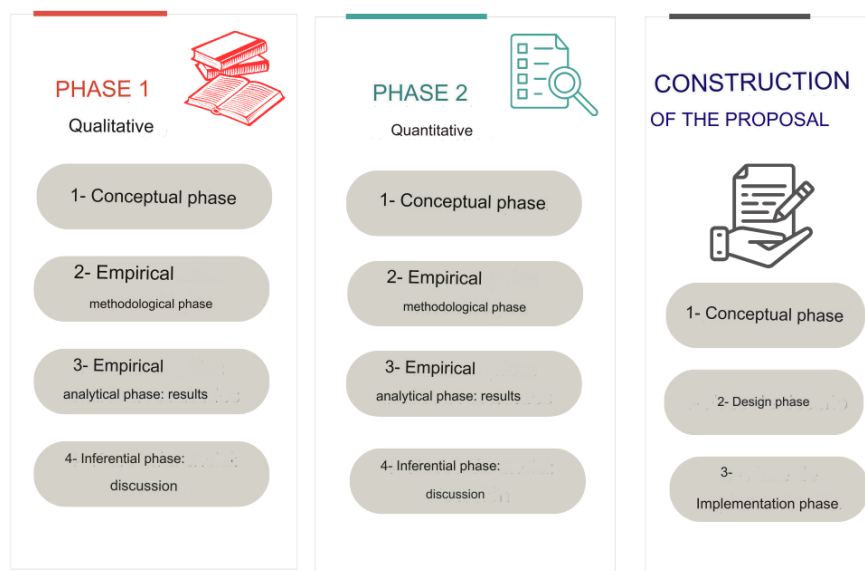 PHASE 1
Qualitative
1- Conceptual phase
2- Empirical
methodological phase
3- Empirical
analytical phase: results
4- Inferential phase:
discussion
PHASE 2
Quantitative
1- Conceptual phase
2- Empirical
methodological phase
3- Empirical
analytical phase: results
4- Inferential phase:
discussion
CONSTRUCTION
OF THE PROPOSAL
1- Conceptual phase
2- Design phase
3-
Implementation phase